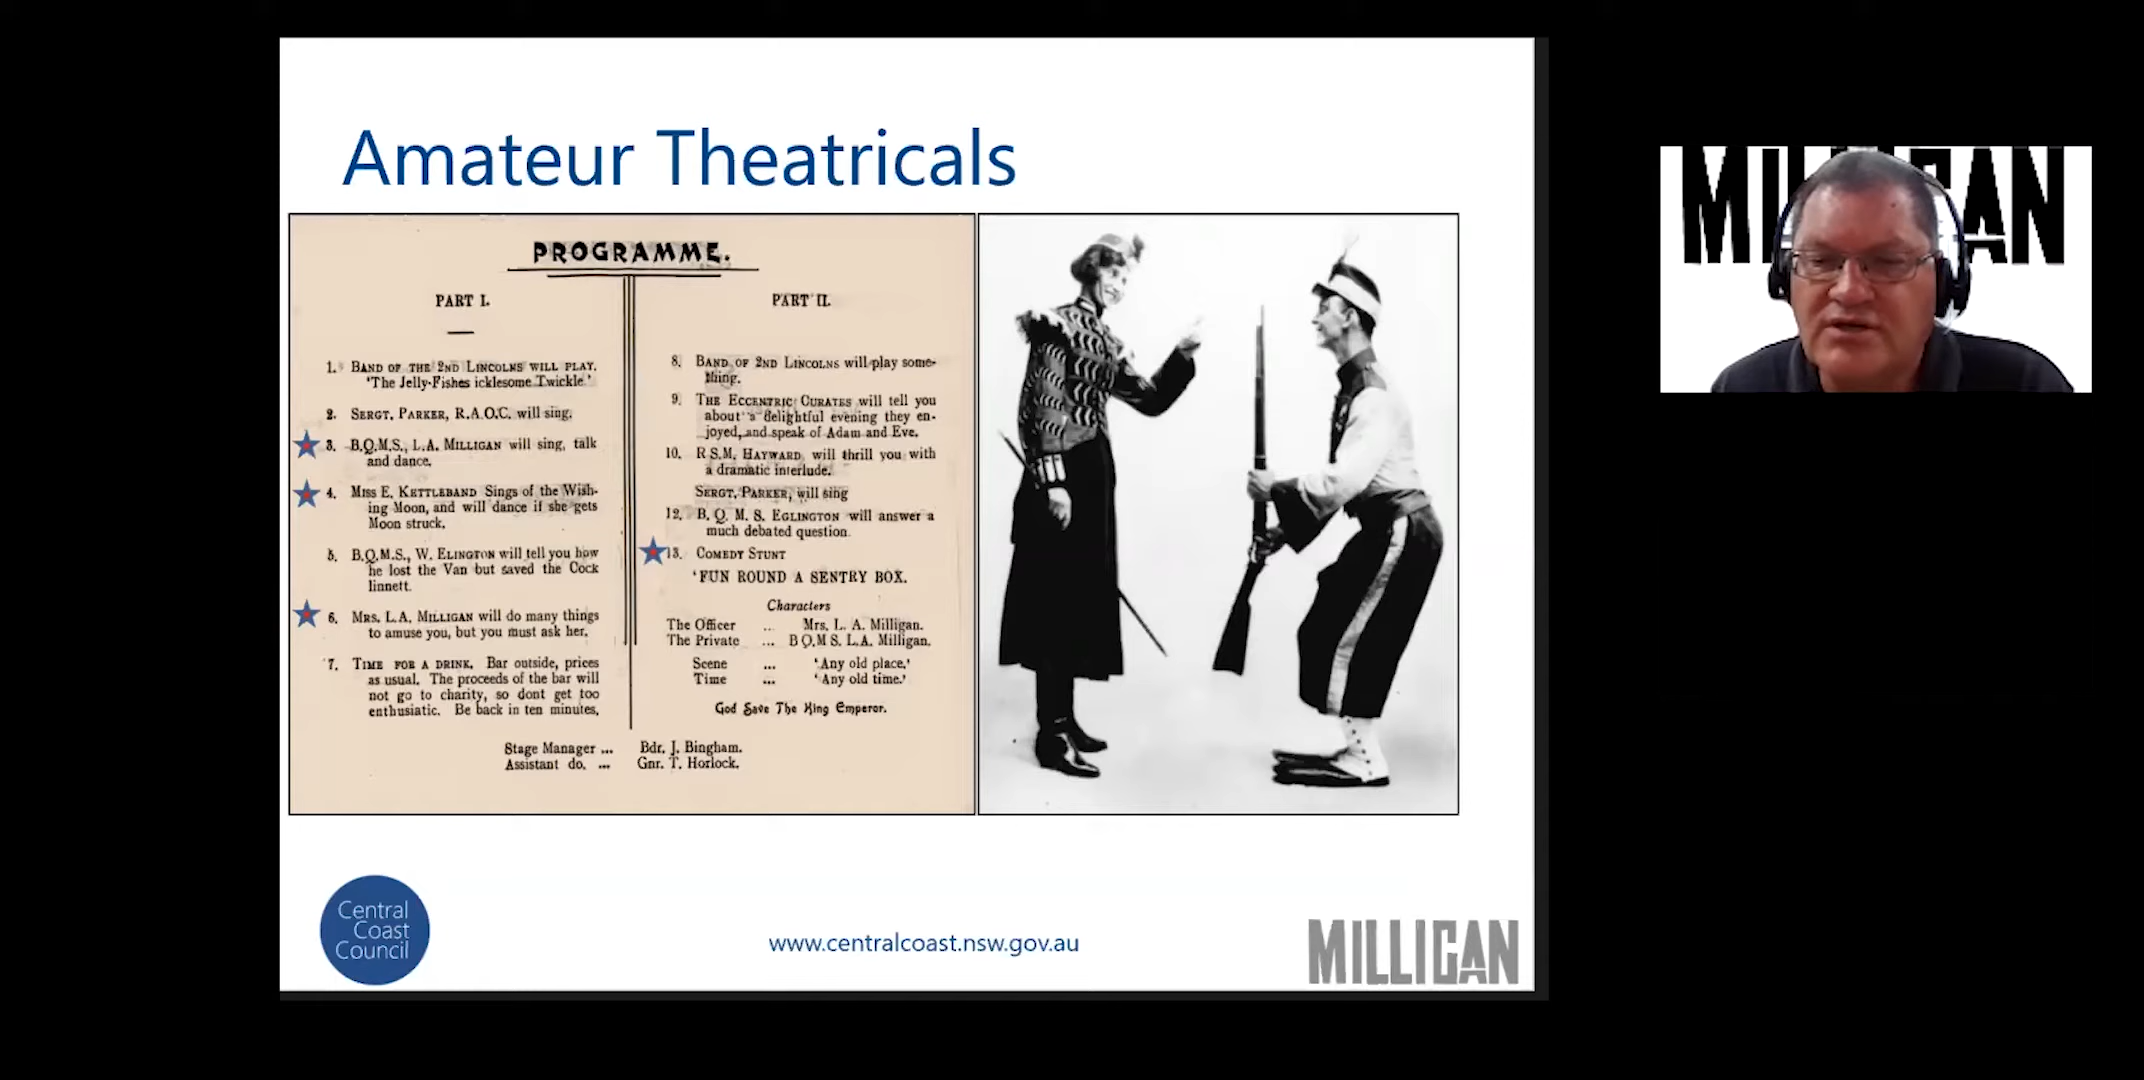 Amateur Theatricals
PROGRAMME.
PART I.
1. BAND OF THE 2ND LINCOLNS WILL PLAY.
'The Jelly-Fishes icklesome Twickle'
2. SERGT. PARKER, R.A.O.C. will sing.
3. B.Q.M.S., L.A. MILLIGAN will sing, talk
and dance.
4. MISS E. KETTLEBAND Sings of the Wish-
ing Moon, and will dance if she gets
Moon struck.
5. B.Q.M.S., W. ELINGTON will tell you how
he lost the Van but saved the Cock
linnett.
6. MRS. L.A. MILLIGAN will do many things
to amuse you, but you must ask her.
7. TIME FOR A DRINK. Bar outside, prices
as usual. The proceeds of the bar will
not go to charity, so dont get too
enthusiatic. Be back in ten minutes,
PART II.
8. BAND OF 2ND LINCOLNS will play some-
thing.
9. THE ECCENTRIC CURATES will tell you
about a delightful evening they en-
joyed, and speak of Adam and Eve.
10. R S.M. HAYWARD will thrill you with
a dramatic interlude.
SERGT. PARKER, will sing
12. B. Q. M. S. EGLINGTON will answer a
much debated question.
13. COMEDY STUNT
'FUN ROUND A SENTRY BOX.
Characters
The Officer ... Mrs. L. A. Milligan.
The Private ... B Q.M S. L.A. Milligan.
Scene ... 'Any old place.'
Time ... 'Any old time.'
God Save The King Emperor.
Stage Manager ... Bdr. J. Bingham.
Assistant do. ... Gnr. T. Horlock.
Central
Coast
Council
www.centralcoast.nsw.gov.au
MILLIGAN
MILLIGAN